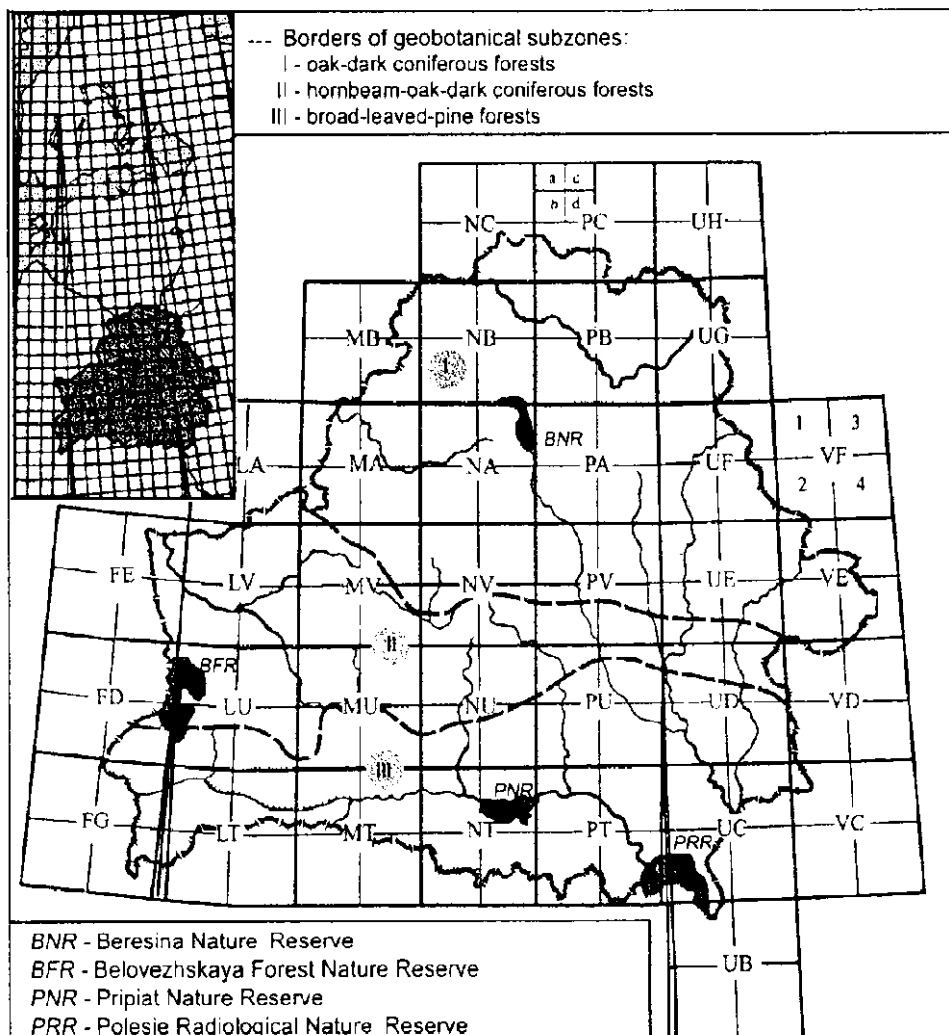 --- Borders of geobotanical subzones:
I - oak-dark coniferous forests
II - hornbeam-oak-dark coniferous forests
III - broad-leaved-pine forests
a c
b d
NC PC UH
MB NB PB UG
I
BNR
1 3
LA MA NA PA UF VF
2 4
FE LV MV NV PV UE VE
II
BFR
FD LU MU NU PU UD VD
III
PNR
FG LT MT NT PT UC VC
PRR
UB
BNR - Beresina Nature Reserve
BFR - Belovezhskaya Forest Nature Reserve
PNR - Pripiat Nature Reserve
PRR - Polesie Radiological Nature Reserve